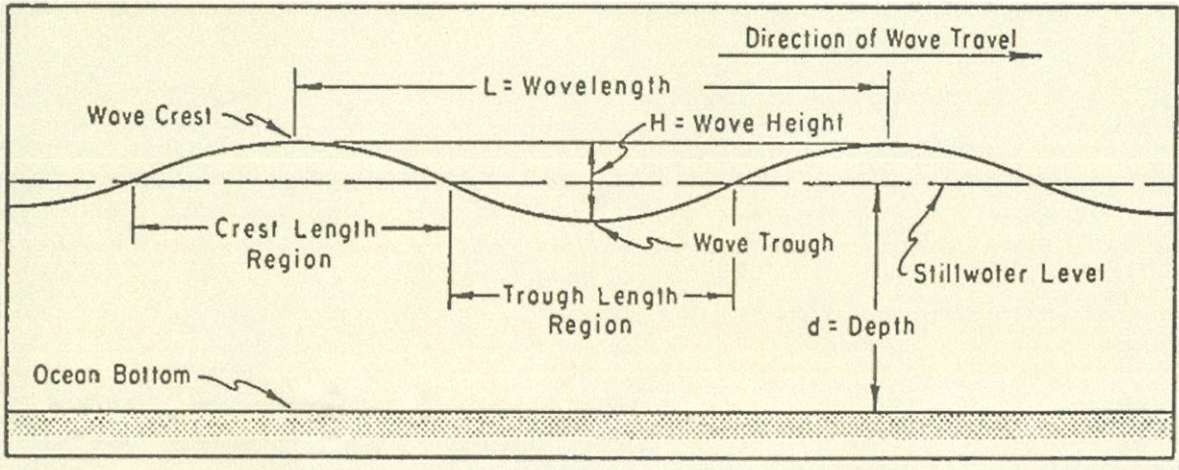 Direction of Wave Travel
L = Wavelength
Wave Crest
H = Wave Height
Crest Length
Region
Wave Trough
Stillwater Level
Trough Length
Region
d = Depth
Ocean Bottom